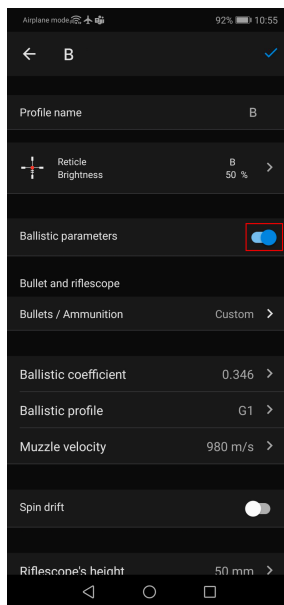 Airplane mode 92% 10:55
B
Profile name B
Reticle B
Brightness 50 %
Ballistic parameters
Bullet and riflescope
Bullets / Ammunition Custom
Ballistic coefficient 0.346
Ballistic profile G1
Muzzle velocity 980 m/s
Spin drift
Riflescope's height 50 mm